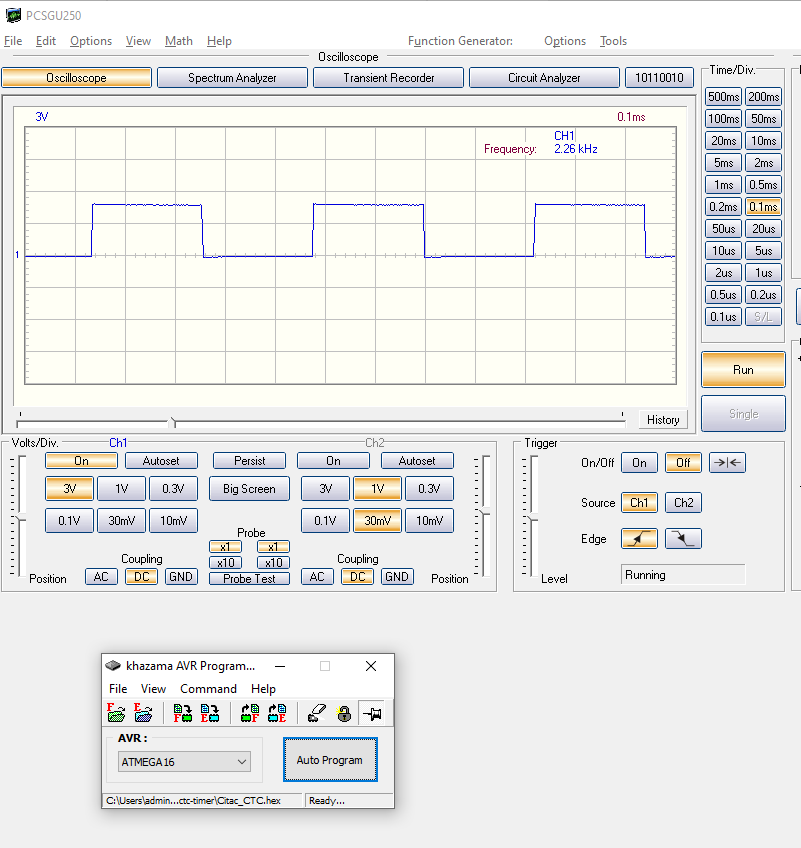 PCSGU250
File Edit Options View Math Help Function Generator: Options Tools
Oscilloscope
Oscilloscope Spectrum Analyzer Transient Recorder Circuit Analyzer 10110010
3V 0.1ms
CH1
Frequency: 2.26 kHz
1
Time/Div.
500ms 200ms
100ms 50ms
20ms 10ms
5ms 2ms
1ms 0.5ms
0.2ms 0.1ms
50us 20us
10us 5us
2us 1us
0.5us 0.2us
0.1us S/L
Run
Single
History
Volts/Div. Ch1 Ch2
On Autoset Persist On Autoset
3V 1V 0.3V Big Screen 3V 1V 0.3V
0.1V 30mV 10mV 0.1V 30mV 10mV
Probe
x1 x1
Coupling x10 x10 Coupling
Position AC DC GND Probe Test AC DC GND Position
Trigger
On/Off On Off
Source Ch1 Ch2
Edge
Level Running
khazama AVR Program...
File View Command Help
F E F E F E
AVR :
ATMEGA16
Auto Program
C:\Users\admin...ctc-timer\Citac_CTC.hex Ready...